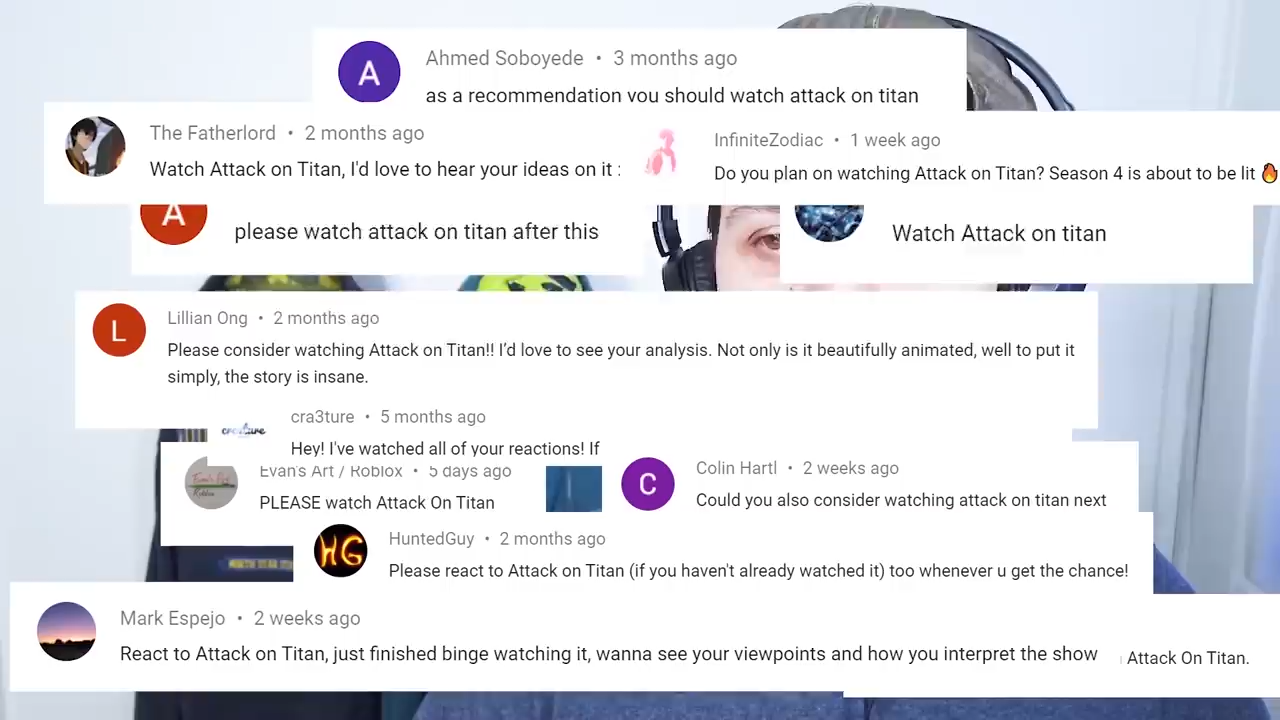 Ahmed Soboyede • 3 months ago
as a recommendation you should watch attack on titan
The Fatherlord • 2 months ago
Watch Attack on Titan, I'd love to hear your ideas on it :
InfiniteZodiac • 1 week ago
Do you plan on watching Attack on Titan? Season 4 is about to be lit 🔥
A
please watch attack on titan after this
Watch Attack on titan
L
Lillian Ong • 2 months ago
Please consider watching Attack on Titan!! I'd love to see your analysis. Not only is it beautifully animated, well to put it
simply, the story is insane.
cra3ture • 5 months ago
Hey! I've watched all of your reactions! If
Evan's Art / Roblox • 5 days ago
PLEASE watch Attack On Titan
C
Colin Hartl • 2 weeks ago
Could you also consider watching attack on titan next
HG
HuntedGuy • 2 months ago
Please react to Attack on Titan (if you haven't already watched it) too whenever u get the chance!
Mark Espejo • 2 weeks ago
React to Attack on Titan, just finished binge watching it, wanna see your viewpoints and how you interpret the show
Attack On Titan.